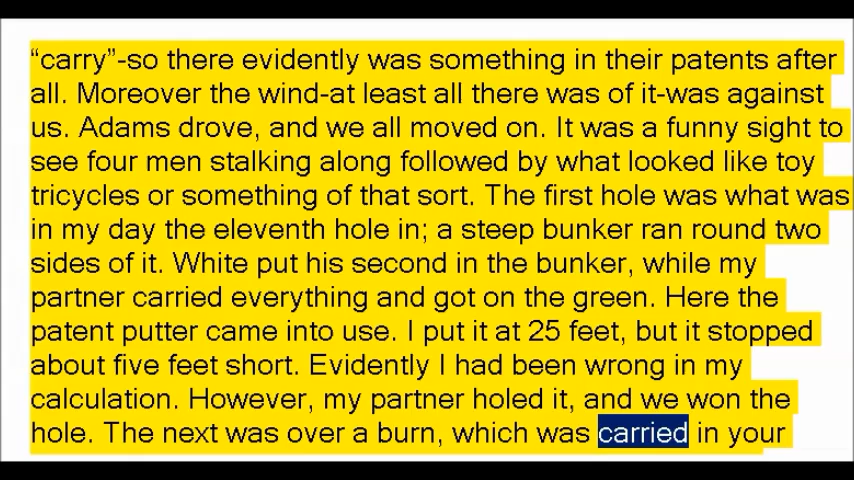 “carry”-so there evidently was something in their patents after
all. Moreover the wind-at least all there was of it-was against
us. Adams drove, and we all moved on. It was a funny sight to
see four men stalking along followed by what looked like toy
tricycles or something of that sort. The first hole was what was
in my day the eleventh hole in; a steep bunker ran round two
sides of it. White put his second in the bunker, while my
partner carried everything and got on the green. Here the
patent putter came into use. I put it at 25 feet, but it stopped
about five feet short. Evidently I had been wrong in my
calculation. However, my partner holed it, and we won the
hole. The next was over a burn, which was carried in your